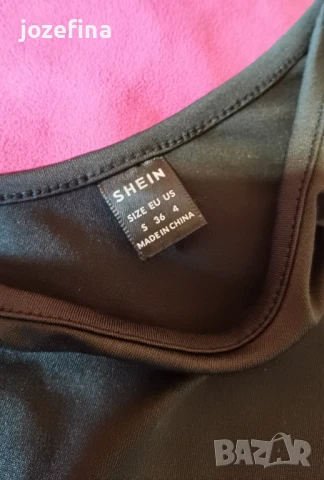 jozefina
SHEIN
SIZE EU US
S 36 4
MADE IN CHINA
BAZAR